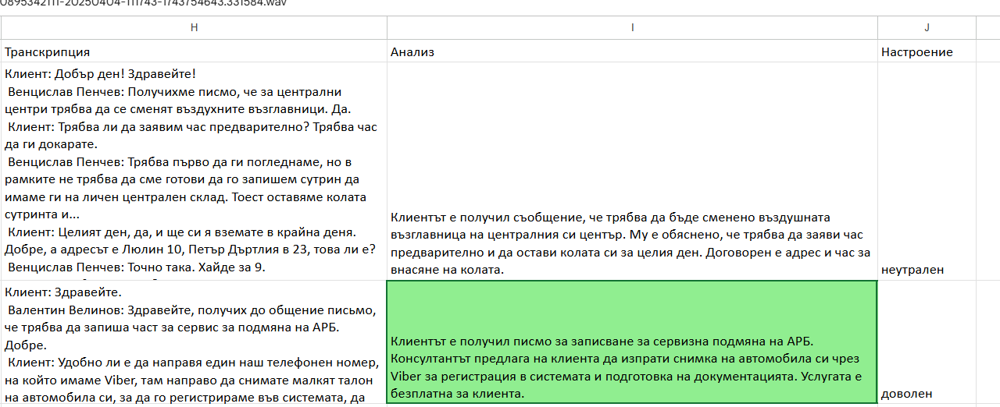 0895342111-20250404-111743-1743754643.331584.wav
H
I
J
Транскрипция
Анализ
Настроение
Клиент: Добър ден! Здравейте!
Венцислав Пенчев: Получихме писмо, че за централни
центри трябва да се сменят въздухните възглавници. Да.
Клиент: Трябва ли да заявим час предварително? Трябва час
да ги докарате.
Венцислав Пенчев: Трябва първо да ги погледнаме, но в
рамките не трябва да сме готови да го запишем сутрин да
имаме ги на личен централен склад. Тоест оставяме колата
сутринта и...
Клиент: Целият ден, да, и ще си я вземате в крайна деня.
Добре, а адресът е Люлин 10, Петър Дъртлия в 23, това ли е?
Венцислав Пенчев: Точно така. Хайде за 9.
Клиентът е получил съобщение, че трябва да бъде сменено въздушната
възглавница на централния си център. Му е обяснено, че трябва да заяви час
предварително и да остави колата си за целия ден. Договорен е адрес и час за
внасяне на колата.
неутрален
Клиент: Здравейте.
Валентин Велинов: Здравейте, получих до общение письмо,
че трябва да запиша част за сервис за подмяна на АРБ.
Добре.
Клиент: Удобно ли е да направя един наш телефонен номер,
на който имаме Viber, там направо да снимате малкят талон
на автомобила си, за да го регистрираме във системата, да
Клиентът е получил писмо за записване за сервизна подмяна на АРБ.
Консултантът предлага на клиента да изпрати снимка на автомобила си чрез
Viber за регистрация в системата и подготовка на документацията. Услугата е
безплатна за клиента.
доволен